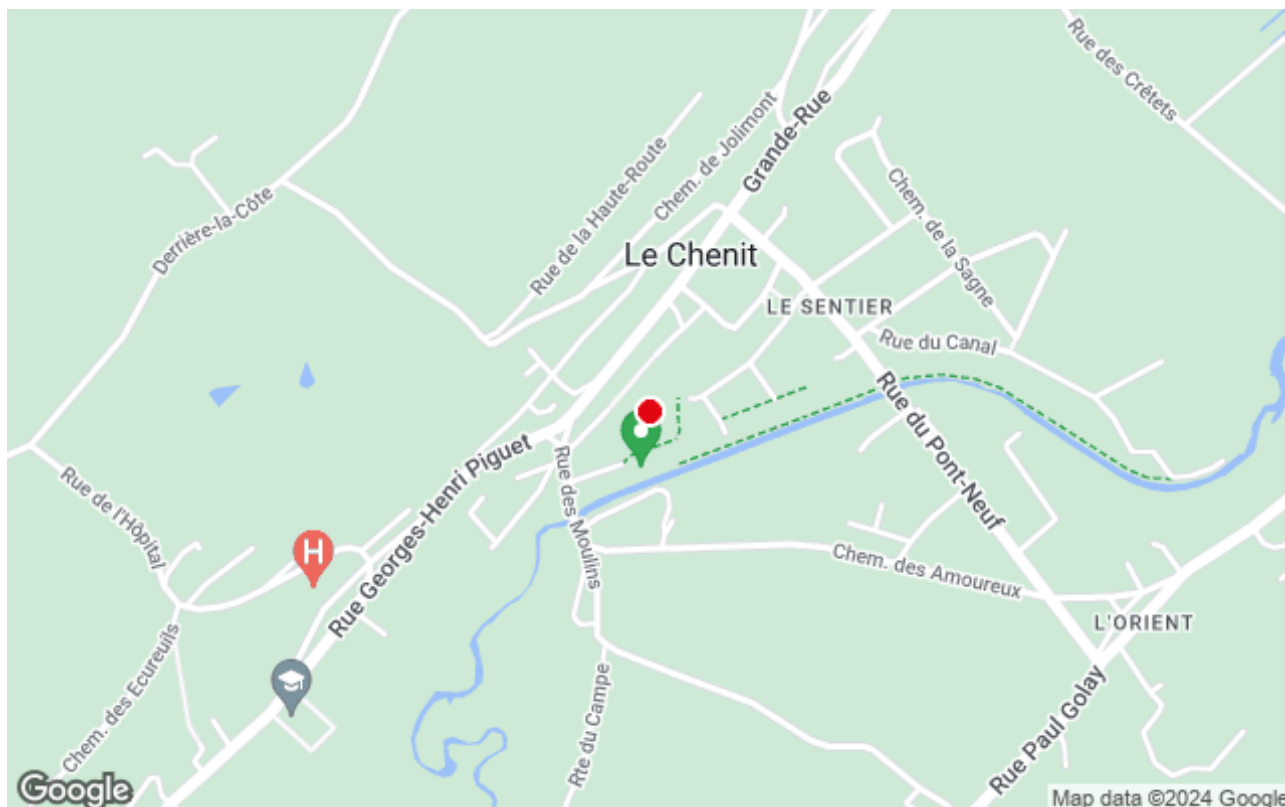 Rue des Crêtets
Grande-Rue
Chem. de Jolimont
Rue de la Haute-Route
Derrière-la-Côte
Chem. de la Sagne
Le Chenit
LE SENTIER
Rue du Canal
Rue du Pont-Neuf
Rue Georges-Henri Piguet
Rue des Moulins
Rue de l'Hôpital
H
Chem. des Amoureux
L'ORIENT
Chem. des Ecureuils
Rte du Campe
Rue Paul Golay
Google
Map data ©2024 Google